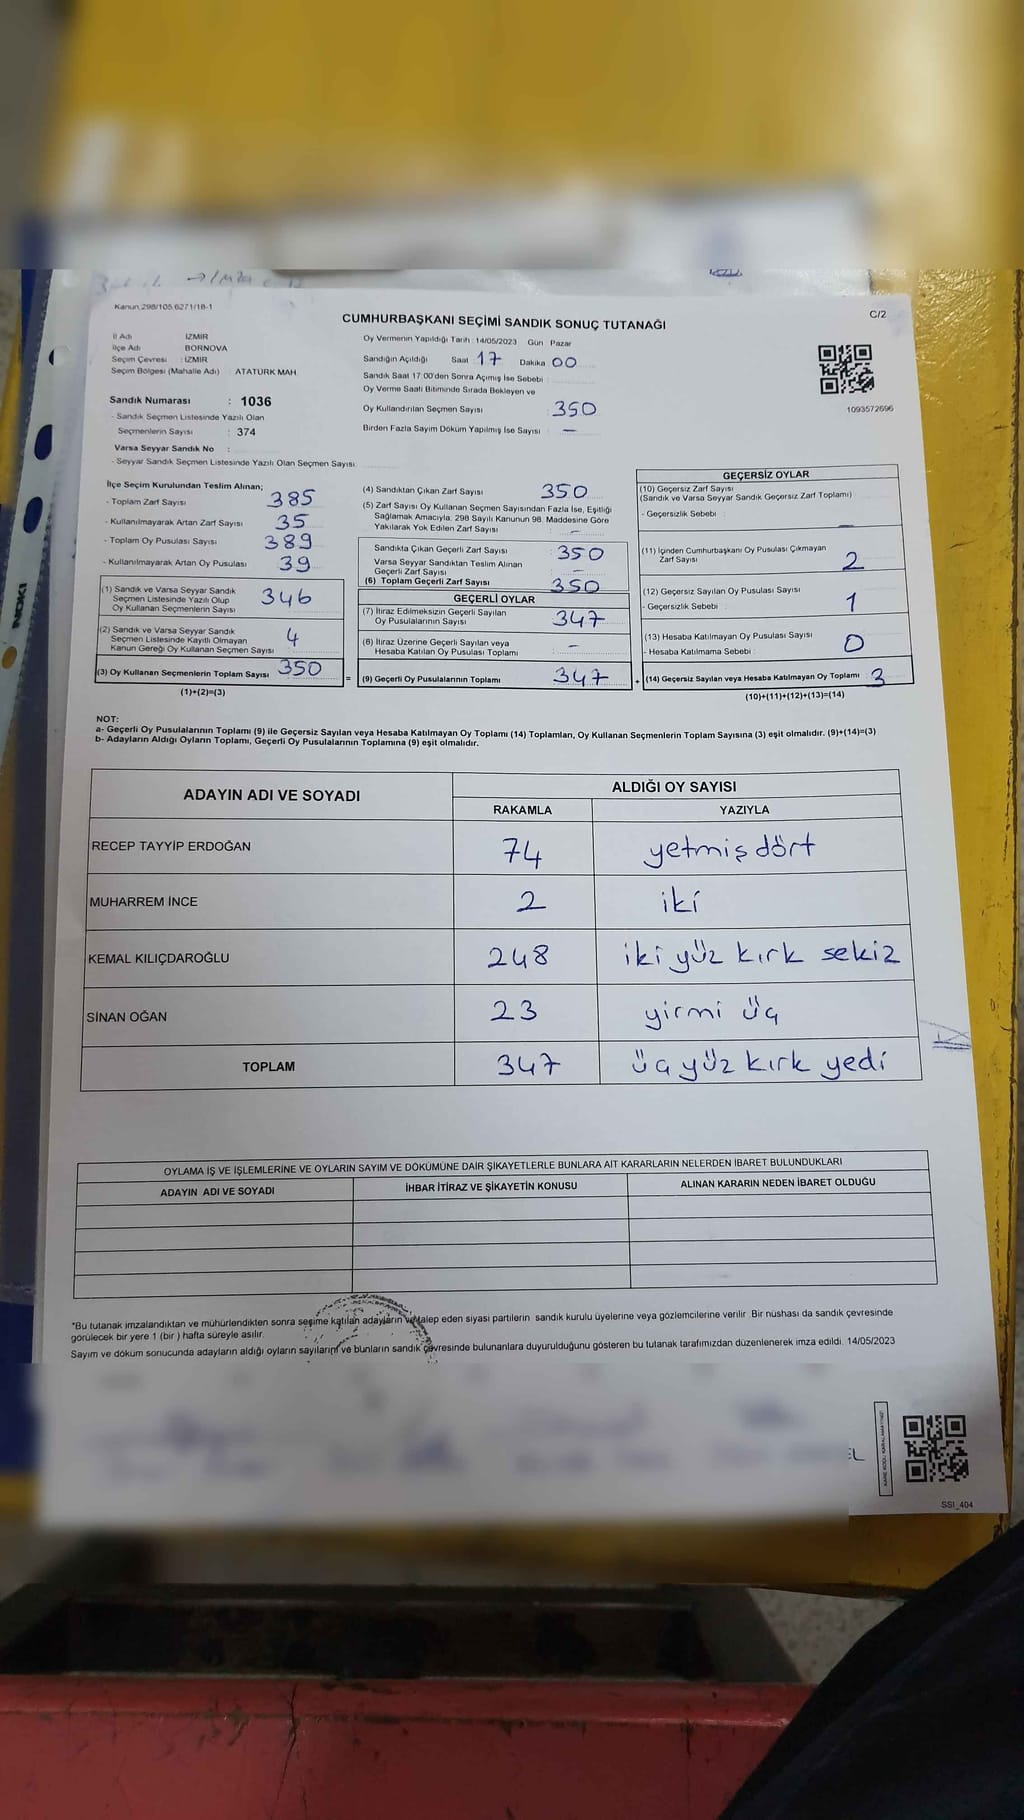 Kanun 298/105,6271/18-1
C/2
CUMHURBAŞKANI SEÇİMİ SANDIK SONUÇ TUTANAĞI
İl Adı İZMİR
İlçe Adı BORNOVA
Seçim Çevresi : İZMİR
Seçim Bölgesi (Mahalle Adı) : ATATÜRK MAH.
Sandık Numarası : 1036
- Sandık Seçmen Listesinde Yazılı Olan
Seçmenlerin Sayısı : 374
Varsa Seyyar Sandık No :
- Seyyar Sandık Seçmen Listesinde Yazılı Olan Seçmen Sayısı:
Oy Vermenin Yapıldığı Tarih : 14/05/2023 Gün Pazar
Sandığın Açıldığı Saat 17 Dakika 00
Sandık Saat 17:00'den Sonra Açımış İse Sebebi :
Oy Verme Saati Bitiminde Sırada Bekleyen ve
Oy Kullandırılan Seçmen Sayısı : 350
Birden Fazla Sayım Döküm Yapılmış İse Sayısı : —
1093572696
İlçe Seçim Kurulundan Teslim Alınan;
- Toplam Zarf Sayısı : 385
- Kullanılmayarak Artan Zarf Sayısı : 35
- Toplam Oy Pusulası Sayısı : 389
- Kullanılmayarak Artan Oy Pusulası : 39
(1) Sandık ve Varsa Seyyar Sandık
Seçmen Listesinde Yazılı Olup
Oy Kullanan Seçmenlerin Sayısı 346
(2) Sandık ve Varsa Seyyar Sandık
Seçmen Listesinde Kayıtlı Olmayan
Kanun Gereği Oy Kullanan Seçmen Sayısı : 4
(3) Oy Kullanan Seçmenlerin Toplam Sayısı 350
(1)+(2)=(3)
(4) Sandıktan Çıkan Zarf Sayısı 350
(5) Zarf Sayısı Oy Kullanan Seçmen Sayısından Fazla İse, Eşitliği
Sağlamak Amacıyla, 298 Sayılı Kanunun 98. Maddesine Göre
Yakılarak Yok Edilen Zarf Sayısı : —
Sandıkta Çıkan Geçerli Zarf Sayısı : 350
Varsa Seyyar Sandıktan Teslim Alınan
Geçerli Zarf Sayısı : —
(6) Toplam Geçerli Zarf Sayısı : 350
GEÇERLİ OYLAR
(7) İtiraz Edilmeksizin Geçerli Sayılan
Oy Pusulalarının Sayısı : 347
(8) İtiraz Üzerine Geçerli Sayılan veya
Hesaba Katılan Oy Pusulası Toplamı : —
= (9) Geçerli Oy Pusulalarının Toplamı 347
GEÇERSİZ OYLAR
(10) Geçersiz Zarf Sayısı
(Sandık ve Varsa Seyyar Sandık Geçersiz Zarf Toplamı)
- Geçersizlik Sebebi : —
(11) İçinden Cumhurbaşkanı Oy Pusulası Çıkmayan
Zarf Sayısı 2
(12) Geçersiz Sayılan Oy Pusulası Sayısı
- Geçersizlik Sebebi : 1
(13) Hesaba Katılmayan Oy Pusulası Sayısı
- Hesaba Katılmama Sebebi : 0
+ (14) Geçersiz Sayılan veya Hesaba Katılmayan Oy Toplamı 3
(10)+(11)+(12)+(13)=(14)
NOT:
a- Geçerli Oy Pusulalarının Toplamı (9) ile Geçersiz Sayılan veya Hesaba Katılmayan Oy Toplamı (14) Toplamları, Oy Kullanan Seçmenlerin Toplam Sayısına (3) eşit olmalıdır. (9)+(14)=(3)
b- Adayların Aldığı Oyların Toplamı, Geçerli Oy Pusulalarının Toplamına (9) eşit olmalıdır.
ADAYIN ADI VE SOYADI ALDIĞI OY SAYISI
RAKAMLA YAZIYLA
RECEP TAYYİP ERDOĞAN 74 yetmiş dört
MUHARREM İNCE 2 iki
KEMAL KILIÇDAROĞLU 248 iki yüz kırk sekiz
SİNAN OĞAN 23 yirmi üç
TOPLAM 347 üç yüz kırk yedi
OYLAMA İŞ VE İŞLEMLERİNE VE OYLARIN SAYIM VE DÖKÜMÜNE DAİR ŞİKAYETLERLE BUNLARA AİT KARARLARIN NELERDEN İBARET BULUNDUKLARI
ADAYIN ADI VE SOYADI İHBAR İTİRAZ VE ŞİKAYETİN KONUSU ALINAN KARARIN NEDEN İBARET OLDUĞU
*Bu tutanak imzalandıktan ve mühürlendikten sonra seçime katılan adayların ve talep eden siyasi partilerin sandık kurulu üyelerine veya gözlemcilerine verilir. Bir nüshası da sandık çevresinde
görülecek bir yere 1 (bir ) hafta süreyle asılır.
Sayım ve döküm sonucunda adayların aldığı oyların sayılarını ve bunların sandık çevresinde bulunanlara duyurulduğunu gösteren bu tutanak tarafımızdan düzenlenerek imza edildi. 14/05/2023
SSI_404